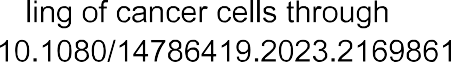 ling of cancer cells through
10.1080/14786419.2023.2169861